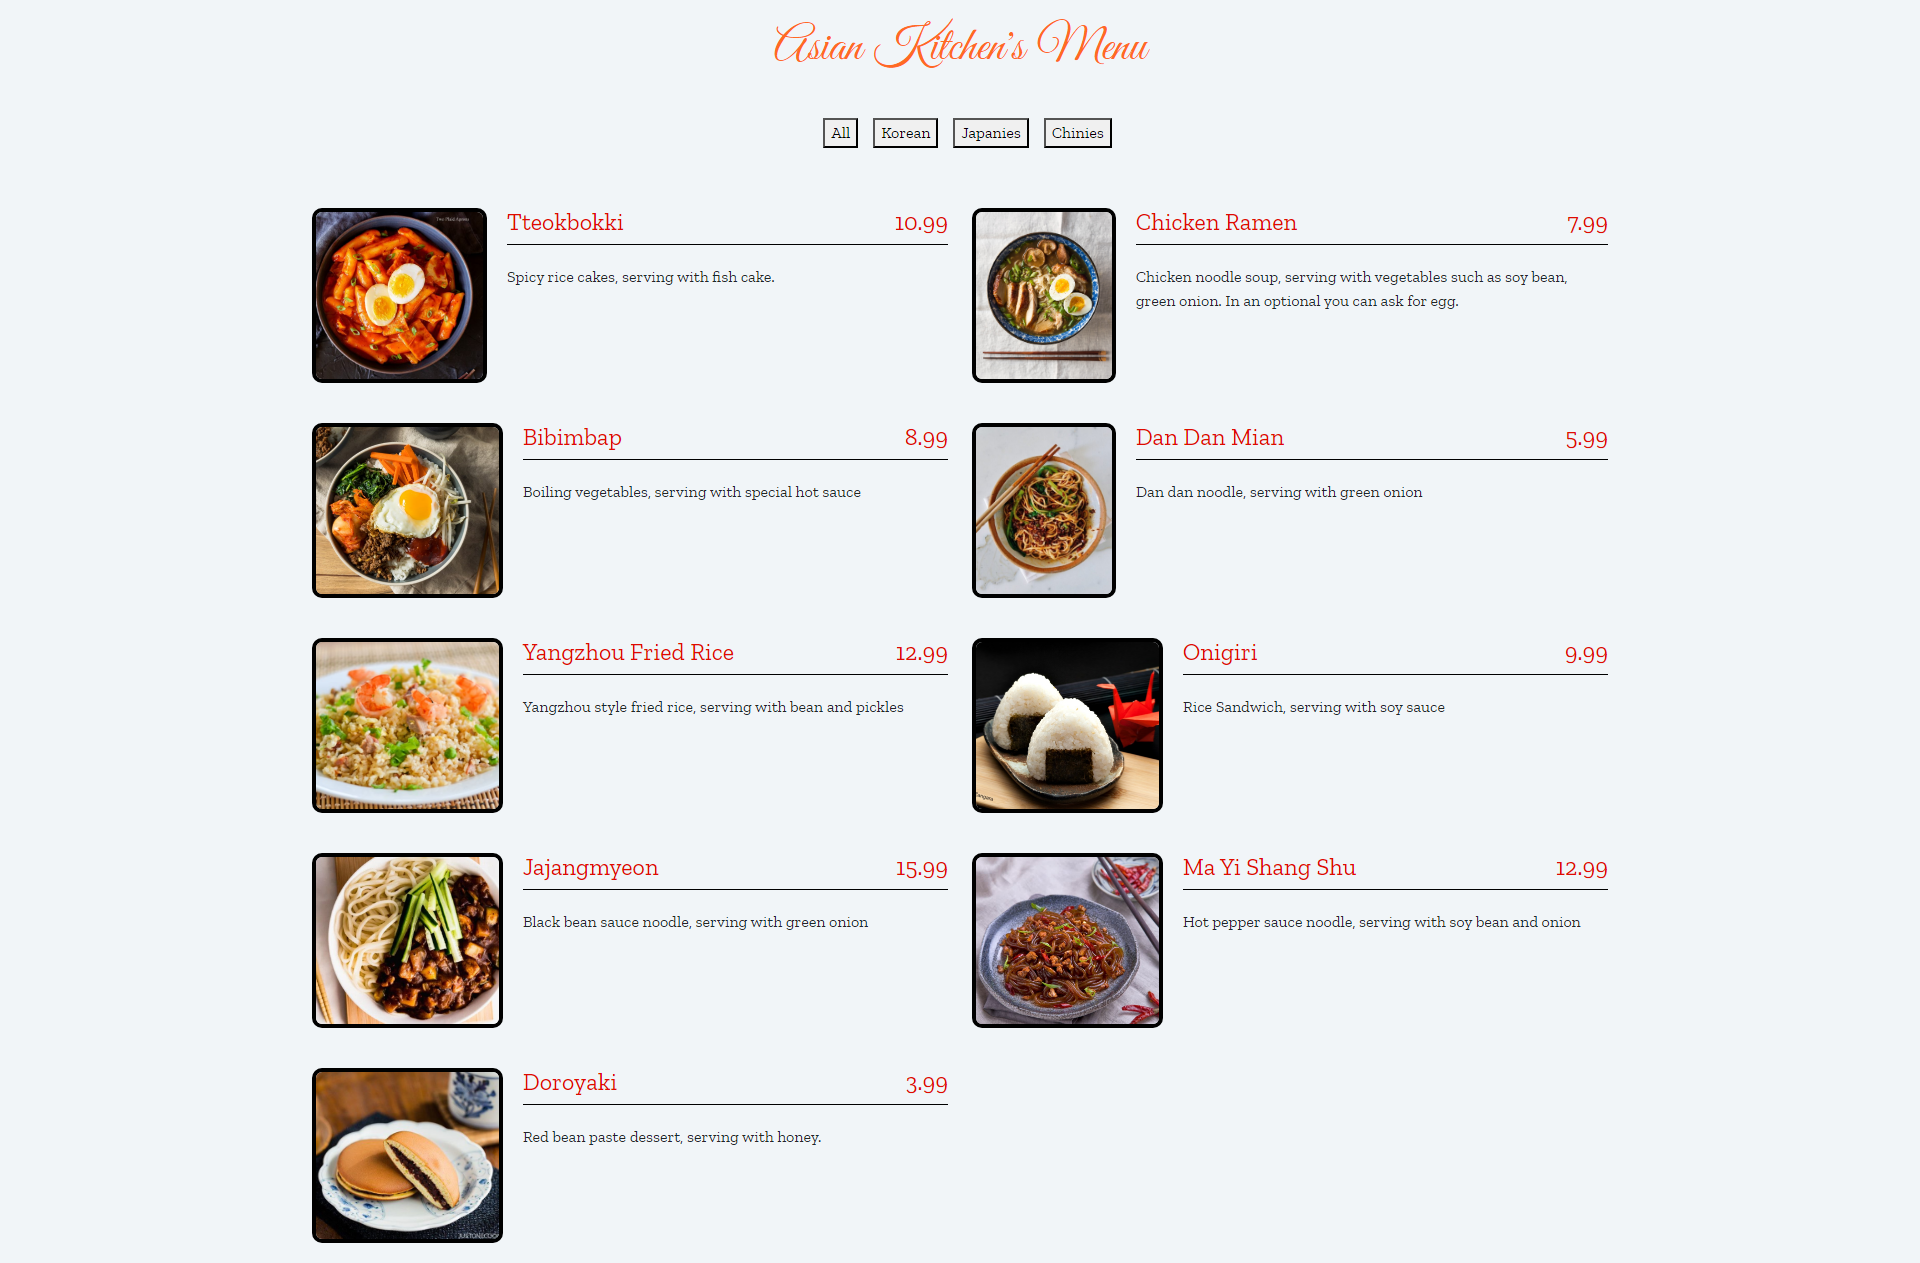 Asian Kitchen's Menu
All
Korean
Japanies
Chinies
Tteokbokki 10.99
Spicy rice cakes, serving with fish cake.
Chicken Ramen 7.99
Chicken noodle soup, serving with vegetables such as soy bean,
green onion. In an optional you can ask for egg.
Bibimbap 8.99
Boiling vegetables, serving with special hot sauce
Dan Dan Mian 5.99
Dan dan noodle, serving with green onion
Yangzhou Fried Rice 12.99
Yangzhou style fried rice, serving with bean and pickles
Onigiri 9.99
Rice Sandwich, serving with soy sauce
Jajangmyeon 15.99
Black bean sauce noodle, serving with green onion
Ma Yi Shang Shu 12.99
Hot pepper sauce noodle, serving with soy bean and onion
Doroyaki 3.99
Red bean paste dessert, serving with honey.